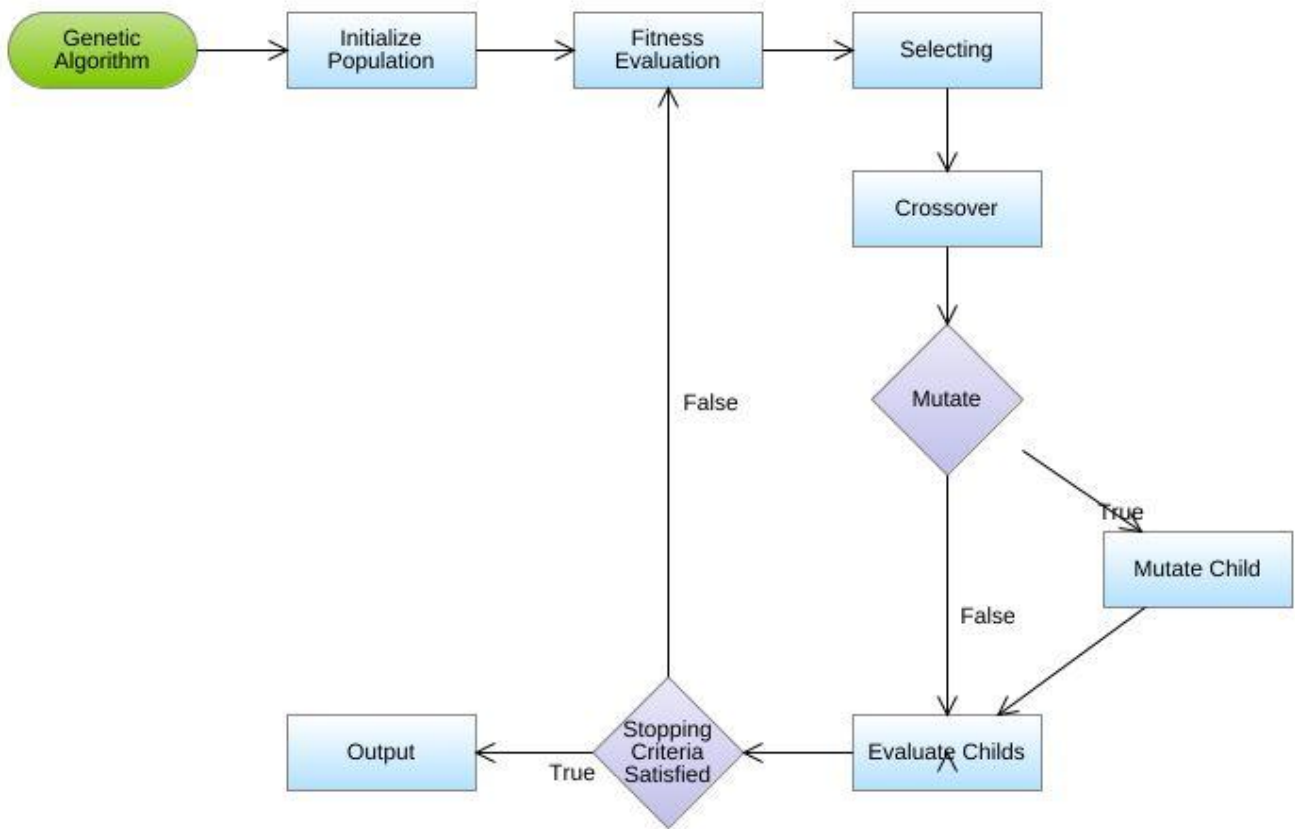 Genetic
Algorithm
Initialize
Population
Fitness
Evaluation
Selecting
Crossover
Mutate
False
True
Mutate Child
False
Output
True
Stopping
Criteria
Satisfied
Evaluate Childs